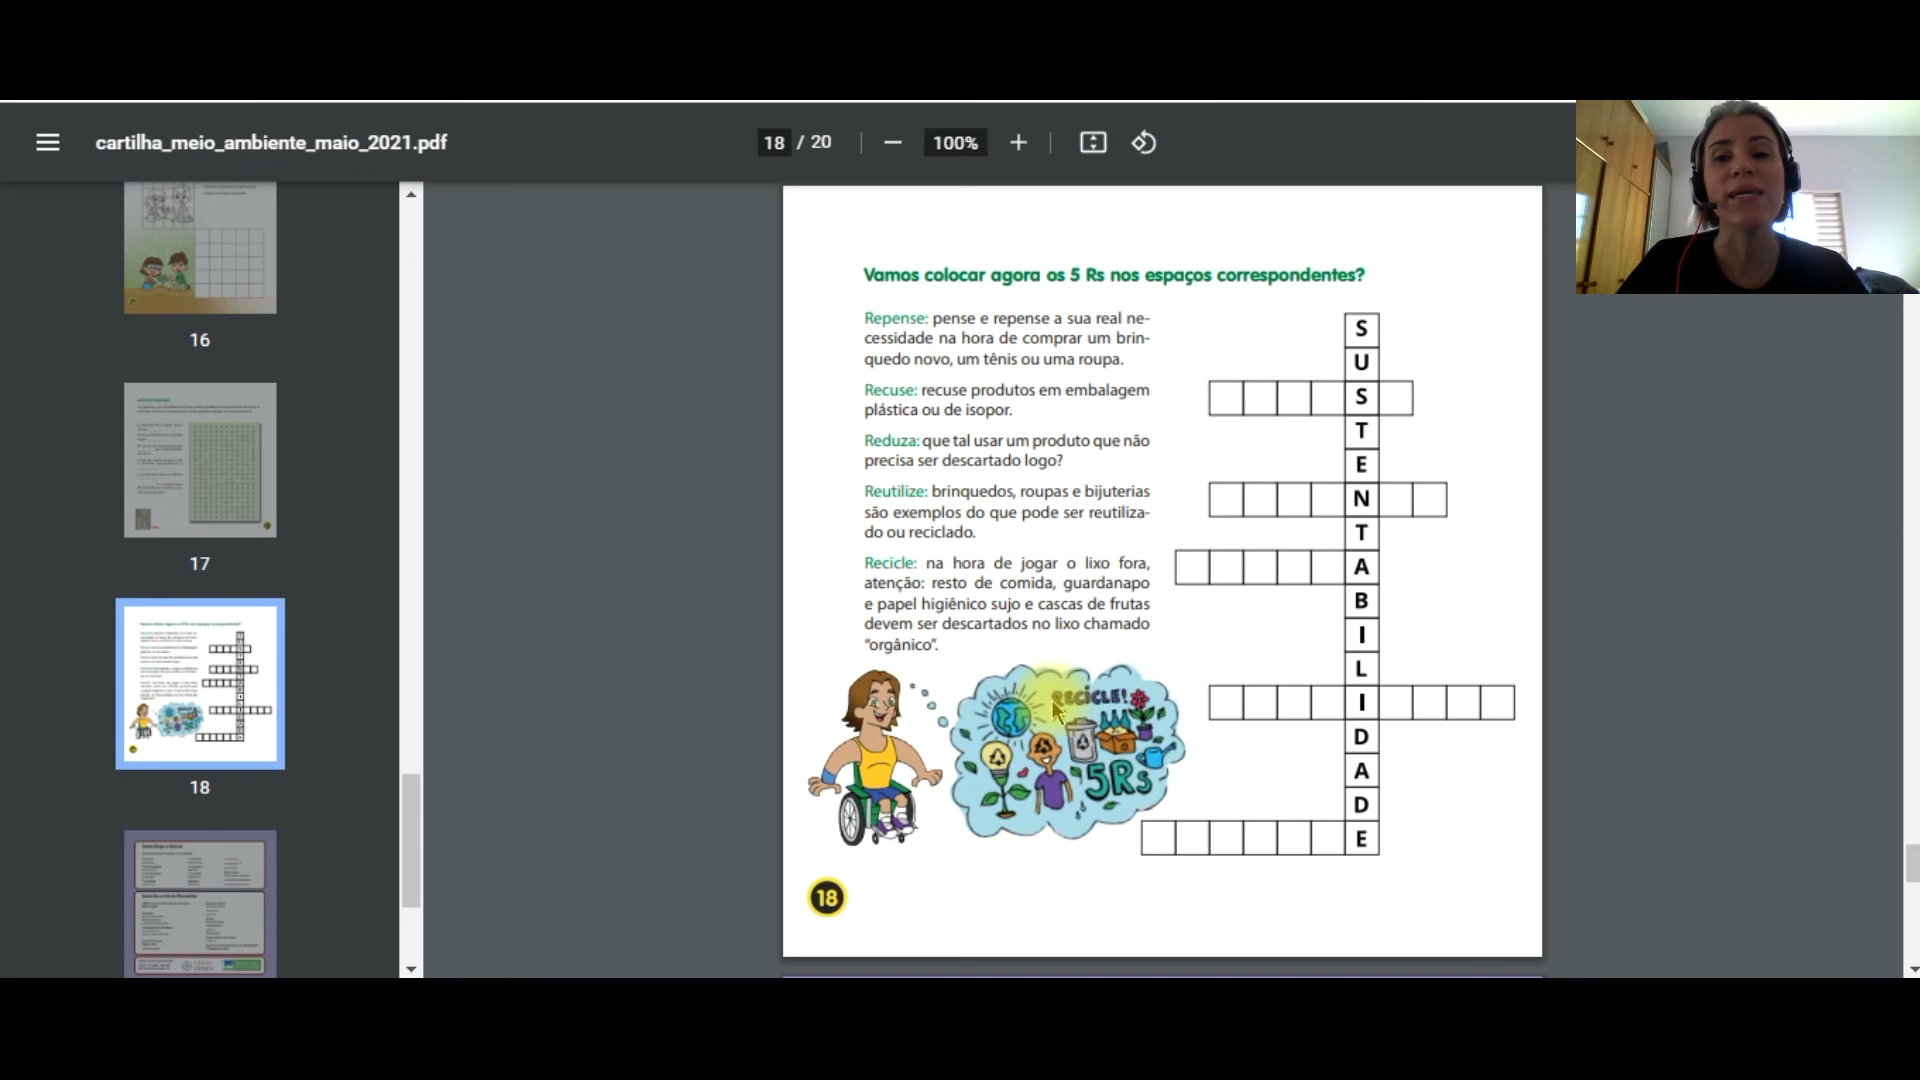 cartilha_meio_ambiente_maio_2021.pdf
18 / 20
100%
16
17
18
Vamos colocar agora os 5 Rs nos espaços correspondentes?
Repense: pense e repense a sua real ne-
cessidade na hora de comprar um brin-
quedo novo, um tênis ou uma roupa.
Recuse: recuse produtos em embalagem
plástica ou de isopor.
Reduza: que tal usar um produto que não
precisa ser descartado logo?
Reutilize: brinquedos, roupas e bijuterias
são exemplos do que pode ser reutiliza-
do ou reciclado.
Recicle: na hora de jogar o lixo fora,
atenção: resto de comida, guardanapo
e papel higiênico sujo e cascas de frutas
devem ser descartados no lixo chamado
“orgânico”.
S
U
S
T
E
N
T
A
B
I
L
I
D
A
D
E
RECICLE!
5Rs
18